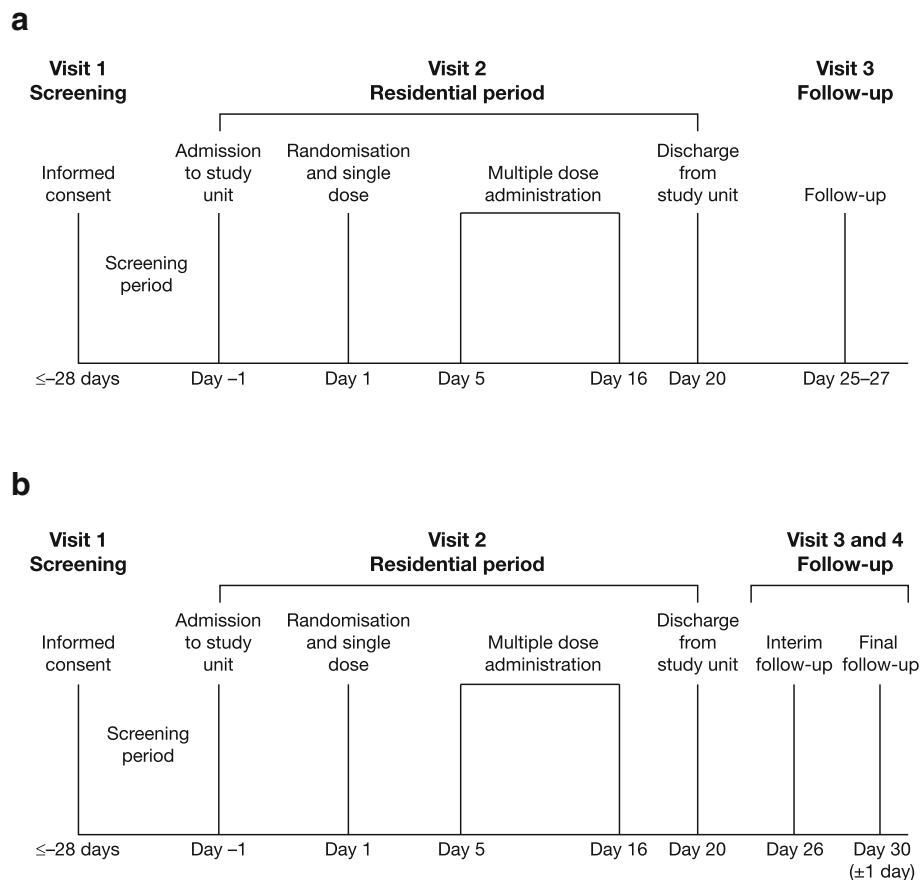 a
Visit 1
Screening
Visit 2
Residential period
Visit 3
Follow-up
Informed
consent
Admission
to study
unit
Randomisation
and single
dose
Multiple dose
administration
Discharge
from
study unit
Follow-up
Screening
period
≤–28 days
Day –1
Day 1
Day 5
Day 16
Day 20
Day 25–27
b
Visit 1
Screening
Visit 2
Residential period
Visit 3 and 4
Follow-up
Informed
consent
Admission
to study
unit
Randomisation
and single
dose
Multiple dose
administration
Discharge
from
study unit
Interim
follow-up
Final
follow-up
Screening
period
≤–28 days
Day –1
Day 1
Day 5
Day 16
Day 20
Day 26
Day 30
(±1 day)